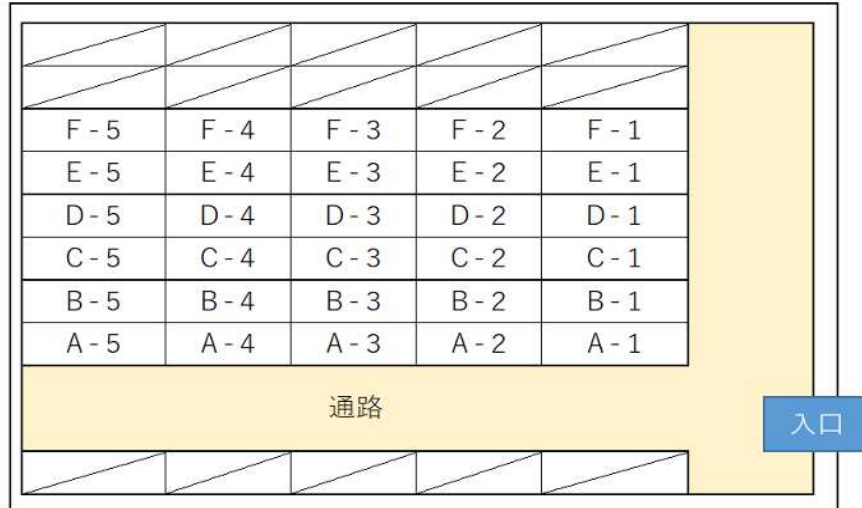 F-5 F-4 F-3 F-2 F-1
E-5 E-4 E-3 E-2 E-1
D-5 D-4 D-3 D-2 D-1
C-5 C-4 C-3 C-2 C-1
B-5 B-4 B-3 B-2 B-1
A-5 A-4 A-3 A-2 A-1
通路
入口